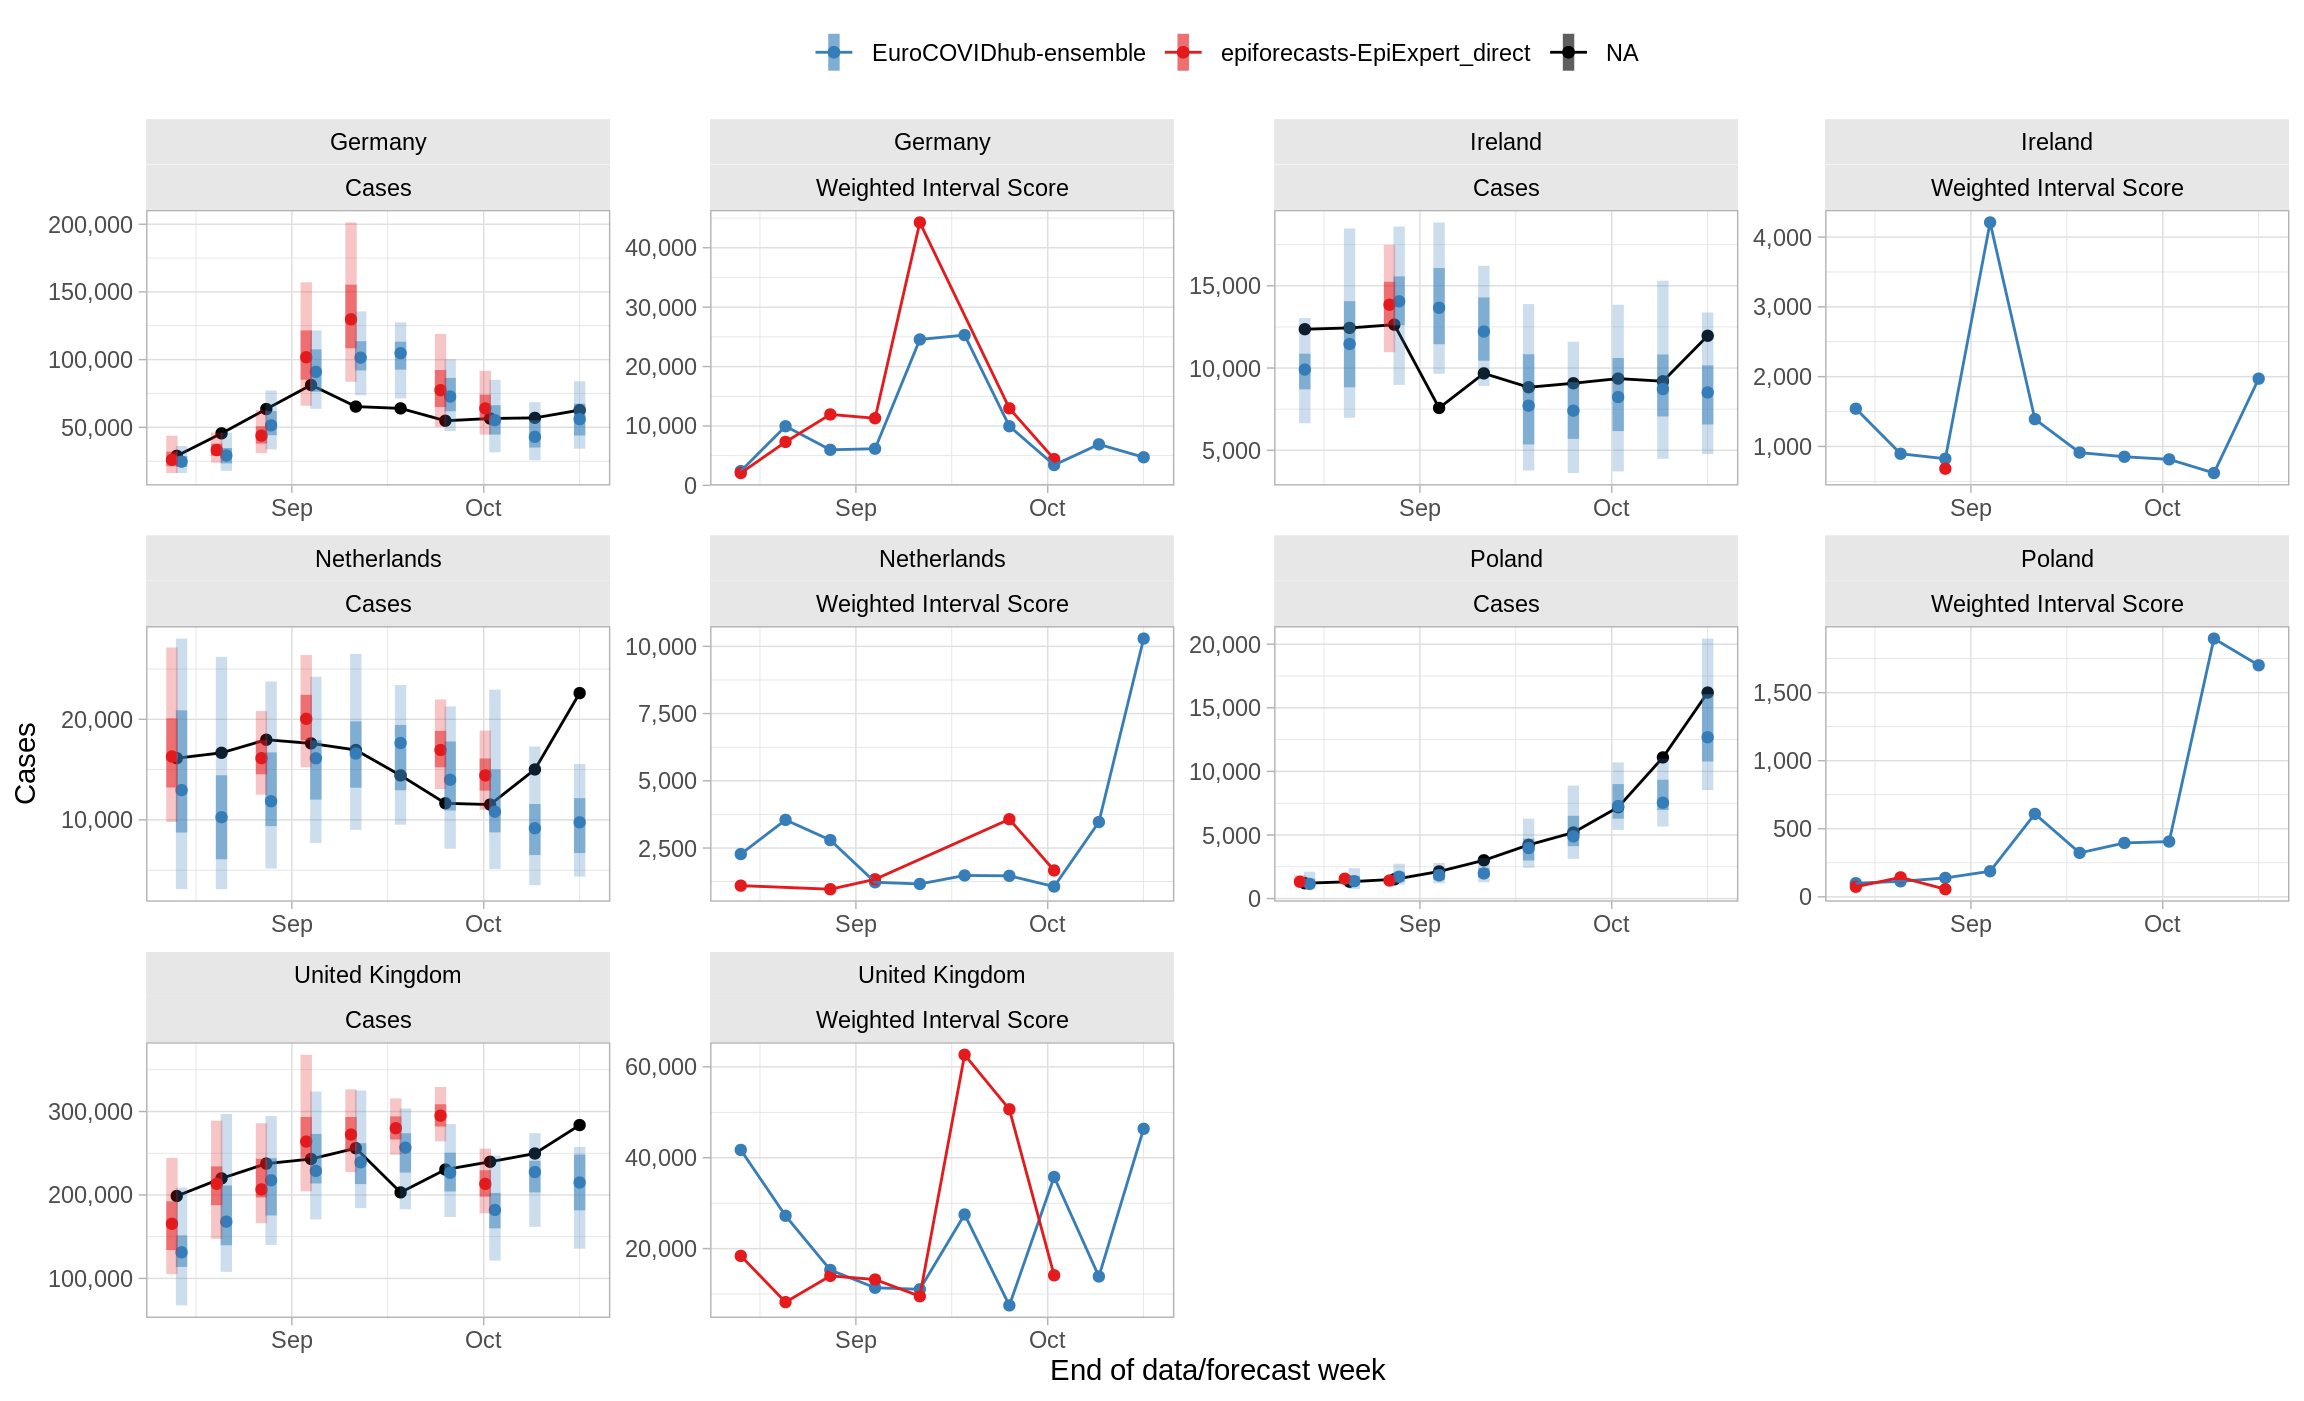 EuroCOVIDhub-ensemble epiforecasts-EpiExpert_direct NA
Germany Germany Ireland Ireland
Cases Weighted Interval Score Cases Weighted Interval Score
200,000
150,000
100,000
50,000
Sep Oct
40,000
30,000
20,000
10,000
0
Sep Oct
15,000
10,000
5,000
Sep Oct
4,000
3,000
2,000
1,000
Sep Oct
Netherlands Netherlands Poland Poland
Cases Weighted Interval Score Cases Weighted Interval Score
20,000
10,000
Sep Oct
10,000
7,500
5,000
2,500
Sep Oct
20,000
15,000
10,000
5,000
0
Sep Oct
1,500
1,000
500
0
Sep Oct
United Kingdom United Kingdom
Cases Weighted Interval Score
300,000
200,000
100,000
Sep Oct
60,000
40,000
20,000
Sep Oct
Cases
End of data/forecast week